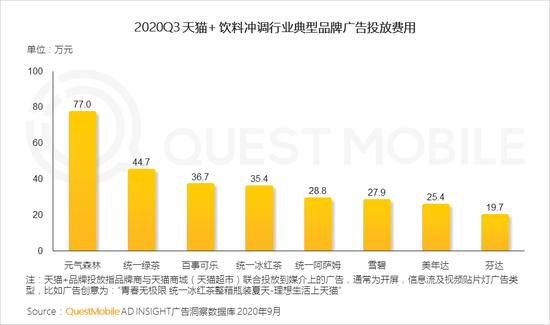 2020Q3 天猫+ 饮料冲调行业典型品牌广告投放费用
单位：万元
QUEST MOBILE
100
80
60
40
20
0
77.0
44.7
36.7
35.4
28.8
27.9
25.4
19.7
元气森林
统一绿茶
百事可乐
统一冰红茶
统一阿萨姆
雪碧
美年达
芬达
注：天猫+品牌投放指品牌商与天猫商城（天猫超市）联合投放到媒介上的广告，通常为开屏，信息流及视频贴片灯广告类
型，比如广告创意为：“青春无极限 统一冰红茶整箱瓶装夏天-理想生活上天猫”
Source：QuestMobile AD INSIGHT广告洞察数据库 2020年9月